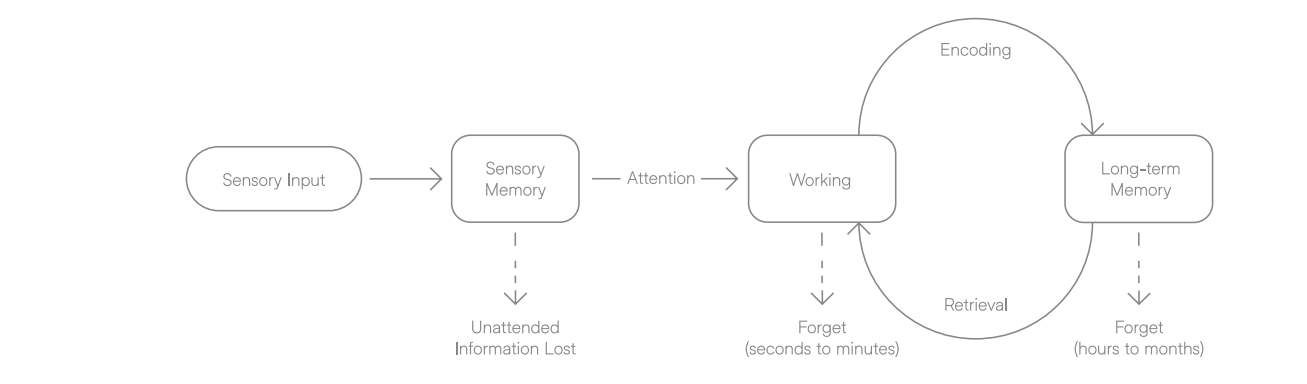 Encoding
Sensory Input
Sensory
Memory
Attention
Working
Long-term
Memory
Retrieval
Unattended
Information Lost
Forget
(seconds to minutes)
Forget
(hours to months)